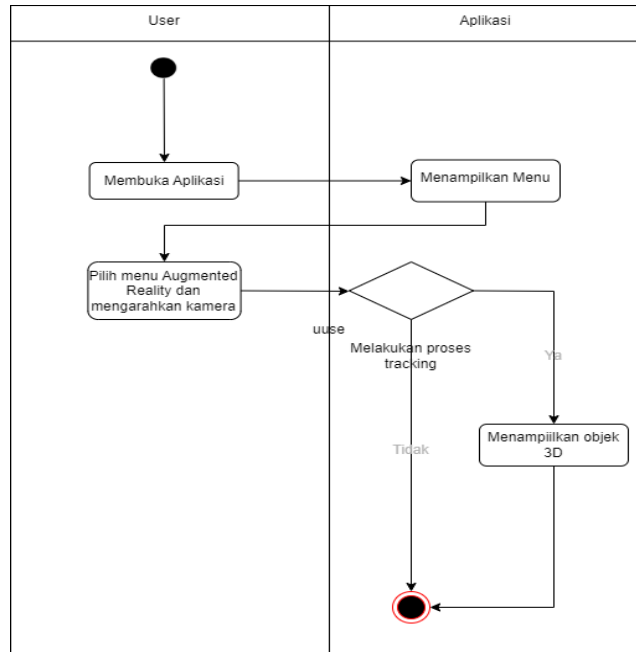 User
Aplikasi
Membuka Aplikasi
Menampilkan Menu
Pilih menu Augmented
Reality dan
mengarahkan kamera
uuse
Melakukan proses
tracking
Ya
Tidak
Menampiilkan objek
3D